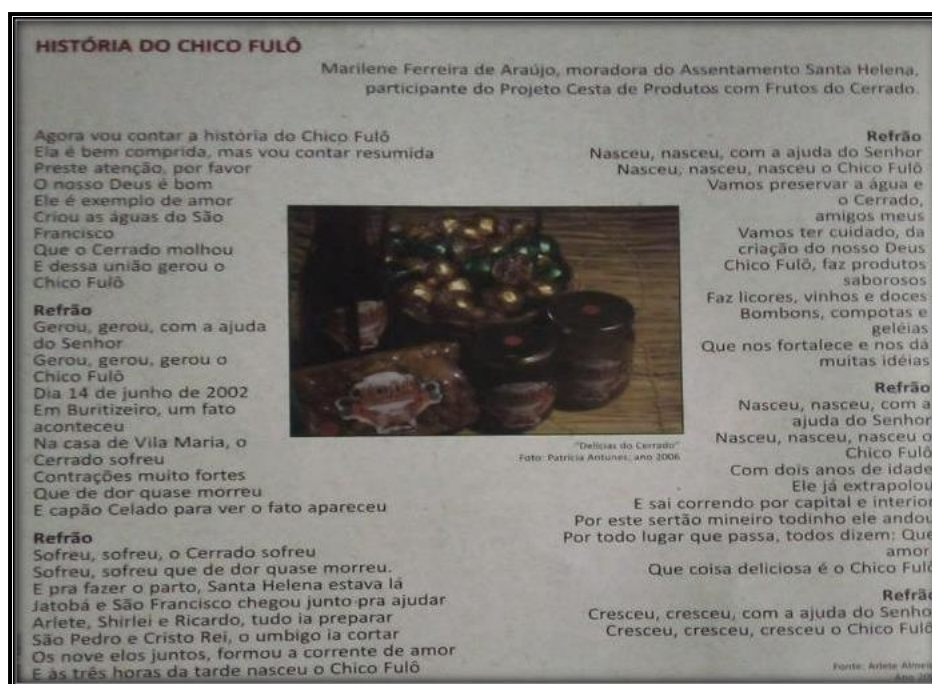 HISTÓRIA DO CHICO FULÔ
Marilene Ferreira de Araújo, moradora do Assentamento Santa Helena,
participante do Projeto Cesta de Produtos com Frutos do Cerrado.
Agora vou contar a história do Chico Fulô
Ela é bem comprida, mas vou contar resumida
Preste atenção, por favor
O nosso Deus é bom
Ele é exemplo de amor
Criou as águas do São
Francisco
Que o Cerrado molhou
E dessa união gerou o
Chico Fulô
Refrão
Gerou, gerou, com a ajuda
do Senhor
Gerou, gerou, gerou o
Chico Fulô
Dia 14 de junho de 2002
Em Buritizeiro, um fato
aconteceu
Na casa de Vila Maria, o
Cerrado sofreu
Contrações muito fortes
Que de dor quase morreu
E capão Celado para ver o fato apareceu
Refrão
Sofreu, sofreu, o Cerrado sofreu
Sofreu, sofreu que de dor quase morreu.
E pra fazer o parto, Santa Helena estava lá
Jatobá e São Francisco chegou junto pra ajudar
Arlete, Shirlei e Ricardo, tudo ia preparar
São Pedro e Cristo Rei, o umbigo ia cortar
Os nove elos juntos, formou a corrente de amor
E às três horas da tarde nasceu o Chico Fulô
"Delícias do Cerrado"
Foto: Patrícia Antunes, ano 2006
Refrão
Nasceu, nasceu, com a ajuda do Senhor
Nasceu, nasceu, nasceu o Chico Fulô
Vamos preservar a água e
o Cerrado,
amigos meus
Vamos ter cuidado, da
criação do nosso Deus
Chico Fulô, faz produtos
saborosos
Faz licores, vinhos e doces
Bombons, compotas e
geléias
Que nos fortalece e nos dá
muitas idéias
Refrão
Nasceu, nasceu, com a
ajuda do Senhor
Nasceu, nasceu, nasceu o
Chico Fulô
Com dois anos de idade
Ele já extrapolou
E sai correndo por capital e interior
Por este sertão mineiro todinho ele andou
Por todo lugar que passa, todos dizem: Que
amor
Que coisa deliciosa é o Chico Fulô
Refrão
Cresceu, cresceu, com a ajuda do Senho
Cresceu, cresceu, cresceu o Chico Fulô
Fonte: Arlete Almei
Ano